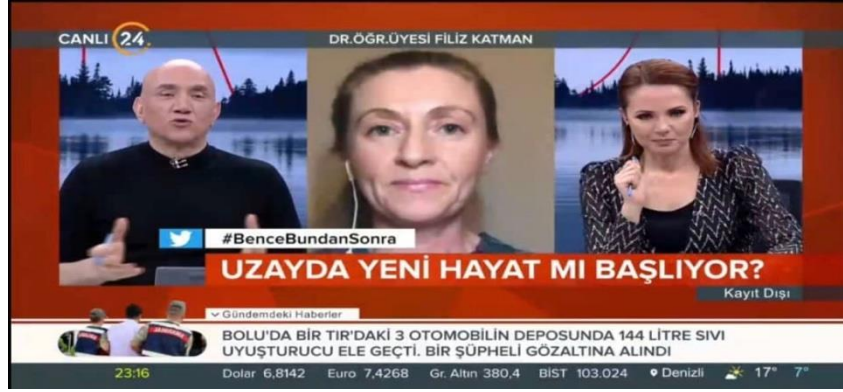 CANLI 24.
DR.ÖĞR.ÜYESİ FİLİZ KATMAN
#BenceBundanSonra
UZAYDA YENİ HAYAT MI BAŞLIYOR?
Kayıt Dışı
Gündemdeki Haberler
BOLU'DA BİR TIR'DAKİ 3 OTOMOBİLİN DEPOSUNDA 144 LİTRE SIVI
UYUŞTURUCU ELE GEÇTİ. BİR ŞÜPHELİ GÖZALTINA ALINDI
23:16 Dolar 6,8142 Euro 7,4268 Gr. Altın 380,4 BİST 103.024 Denizli 17° 7°